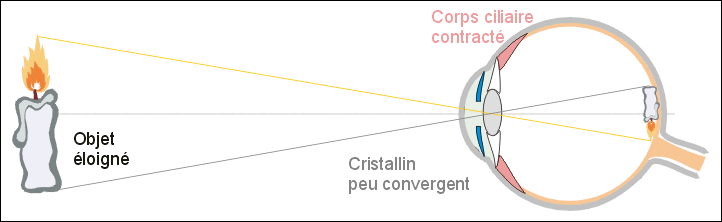 Corps ciliaire
contracté
Objet
éloigné
Cristallin
peu convergent